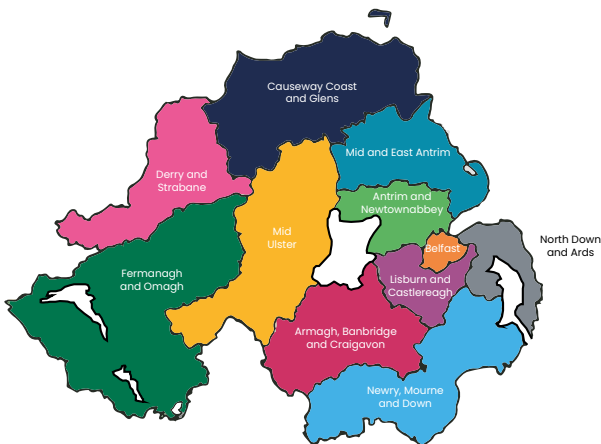 Causeway Coast
and Glens
Mid and East Antrim
Derry and
Strabane
Antrim and
Newtownabbey
Mid
Ulster
Belfast
North Down
and Ards
Fermanagh
and Omagh
Lisburn and
Castlereagh
Armagh, Banbridge
and Craigavon
Newry, Mourne
and Down